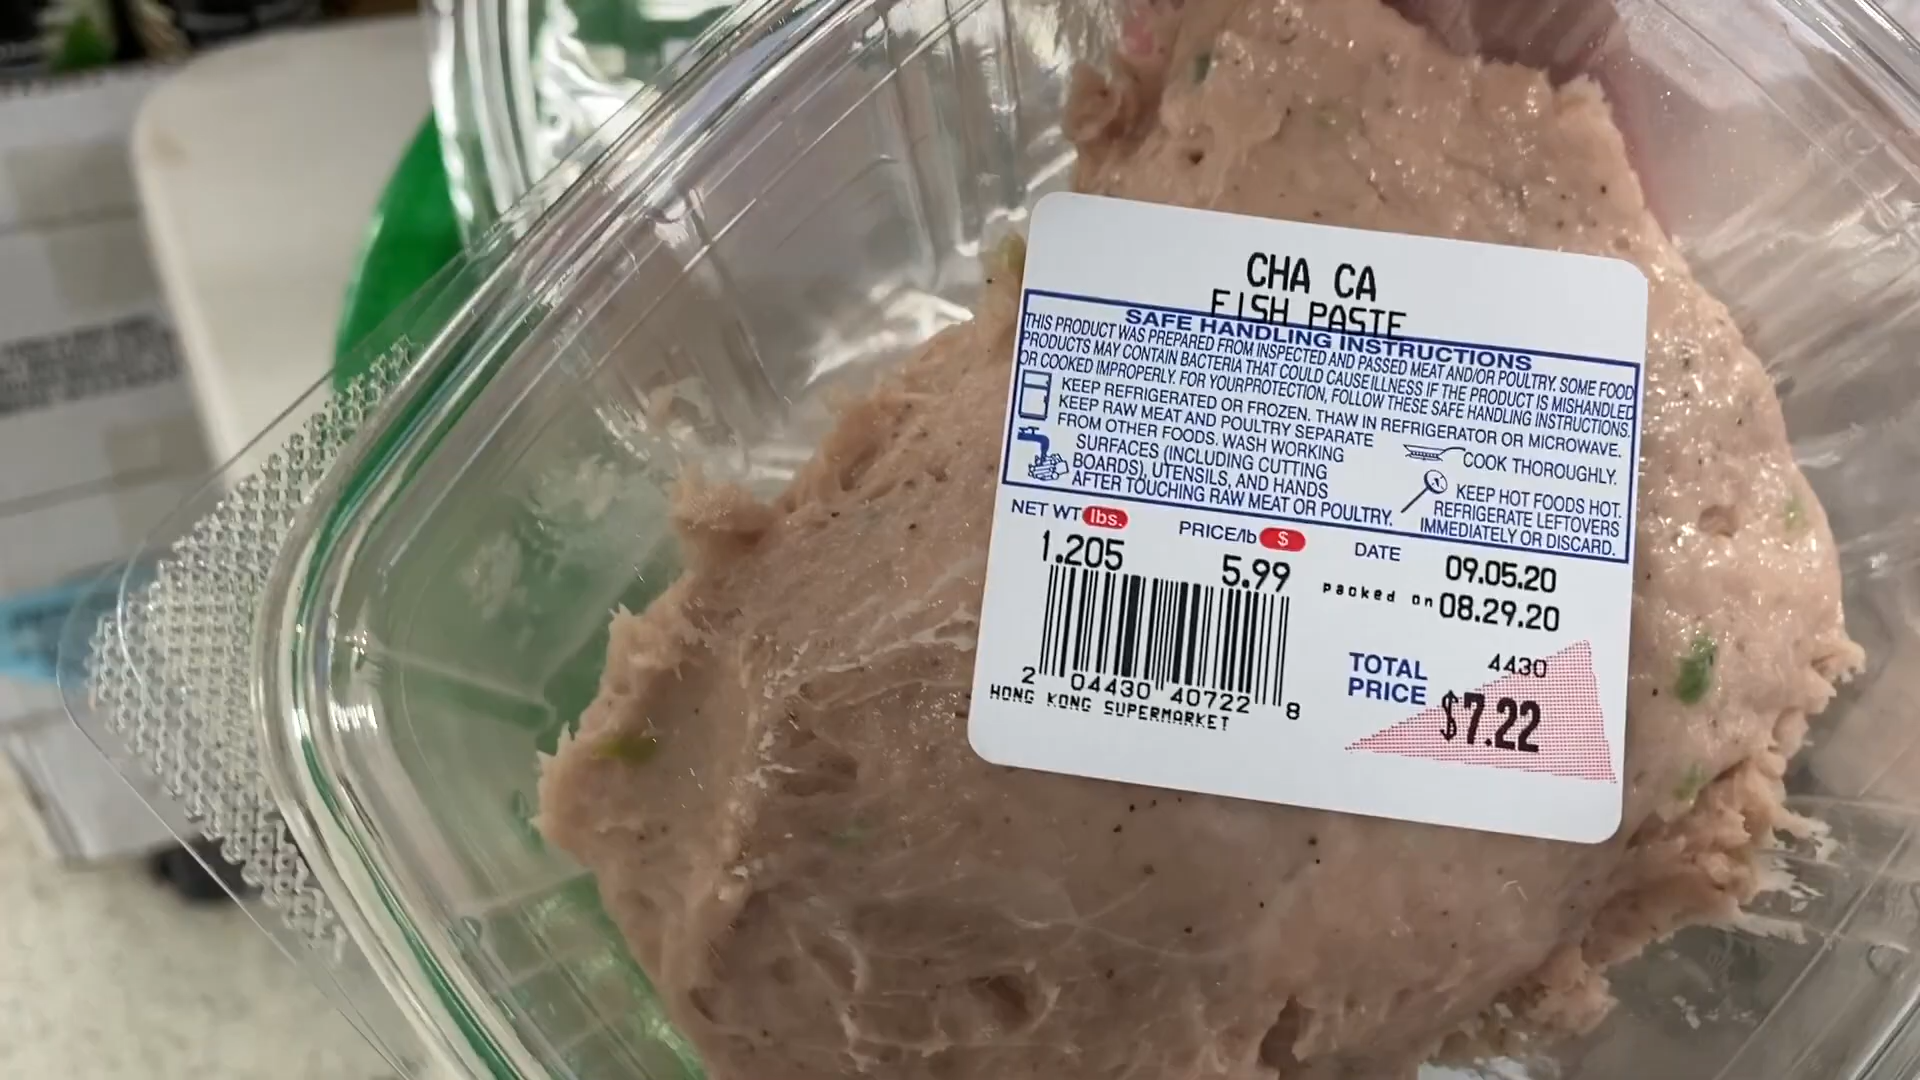 CHA CA
FISH PASTE
SAFE HANDLING INSTRUCTIONS
THIS PRODUCT WAS PREPARED FROM INSPECTED AND PASSED MEAT AND/OR POULTRY. SOME FOOD
PRODUCTS MAY CONTAIN BACTERIA THAT COULD CAUSE ILLNESS IF THE PRODUCT IS MISHANDLED
OR COOKED IMPROPERLY. FOR YOUR PROTECTION, FOLLOW THESE SAFE HANDLING INSTRUCTIONS.
KEEP REFRIGERATED OR FROZEN. THAW IN REFRIGERATOR OR MICROWAVE.
KEEP RAW MEAT AND POULTRY SEPARATE
FROM OTHER FOODS. WASH WORKING
SURFACES (INCLUDING CUTTING
BOARDS), UTENSILS, AND HANDS
AFTER TOUCHING RAW MEAT OR POULTRY.
COOK THOROUGHLY.
KEEP HOT FOODS HOT.
REFRIGERATE LEFTOVERS
IMMEDIATELY OR DISCARD.
NET WT lbs.
1.205
PRICE/lb $
5.99
DATE 09.05.20
packed on 08.29.20
2 04430 40722 8
HONG KONG SUPERMARKET
4430
TOTAL
PRICE
$7.22